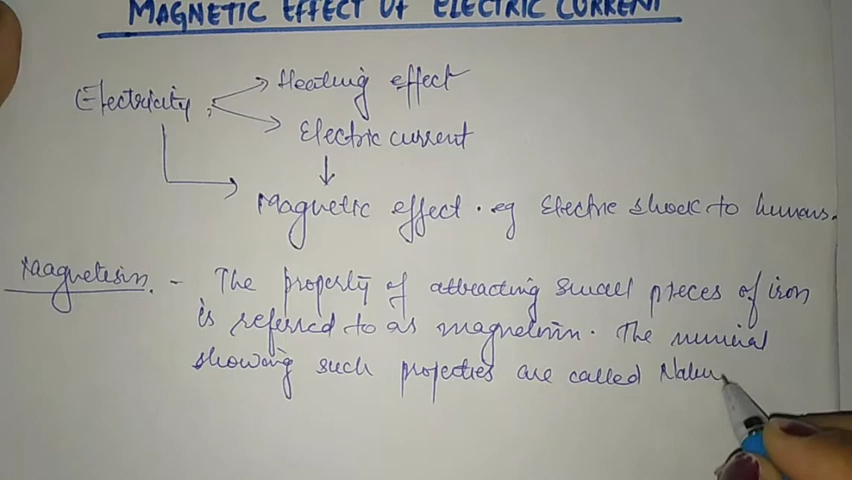 MAGNETIC EFFECT OF ELECTRIC CURRENT
Electricity, Heating effect
Electric current
Magnetic effect. eg Electric shock to humans.
Magnetism. - The property of attracting small pieces of iron
is referred to as magnetism. The mineral
showing such properties are called Natur